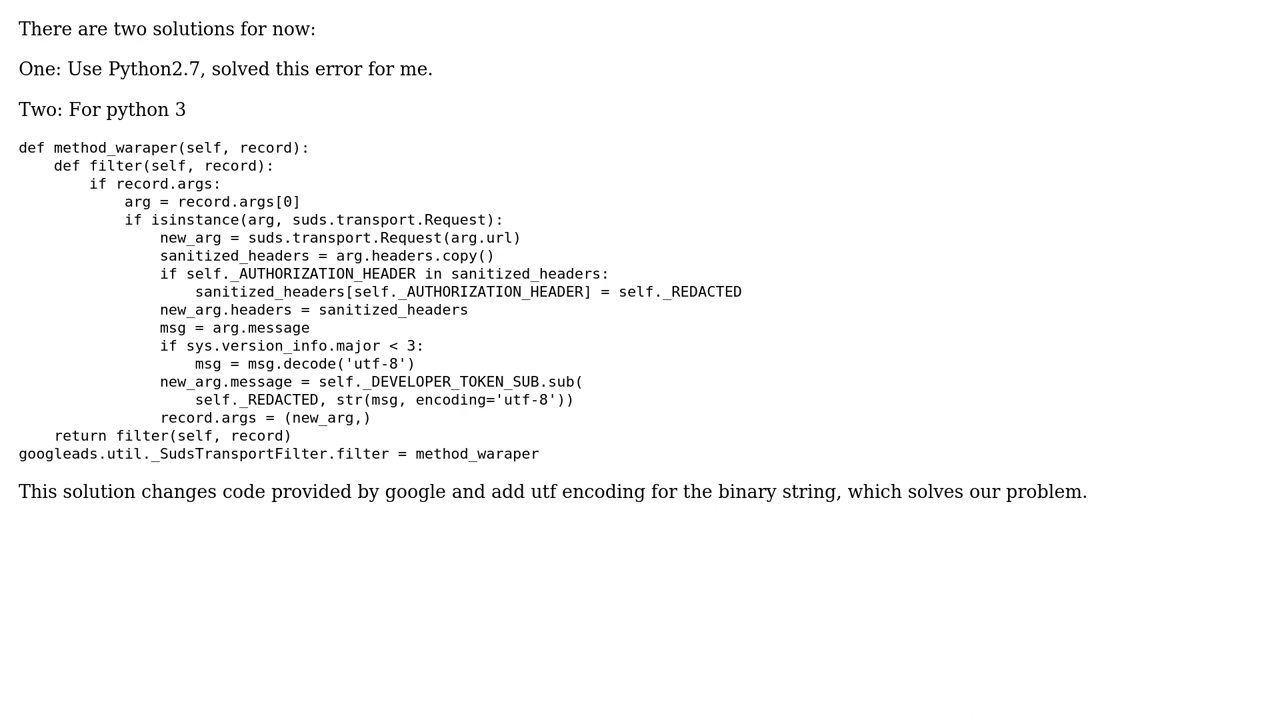 There are two solutions for now:
One: Use Python2.7, solved this error for me.
Two: For python 3
def method_waraper(self, record):
    def filter(self, record):
        if record.args:
            arg = record.args[0]
            if isinstance(arg, suds.transport.Request):
                new_arg = suds.transport.Request(arg.url)
                sanitized_headers = arg.headers.copy()
                if self._AUTHORIZATION_HEADER in sanitized_headers:
                    sanitized_headers[self._AUTHORIZATION_HEADER] = self._REDACTED
                new_arg.headers = sanitized_headers
                msg = arg.message
                if sys.version_info.major < 3:
                    msg = msg.decode('utf-8')
                new_arg.message = self._DEVELOPER_TOKEN_SUB.sub(
                    self._REDACTED, str(msg, encoding='utf-8'))
                record.args = (new_arg,)
    return filter(self, record)
googleads.util._SudsTransportFilter.filter = method_waraper
This solution changes code provided by google and add utf encoding for the binary string, which solves our problem.